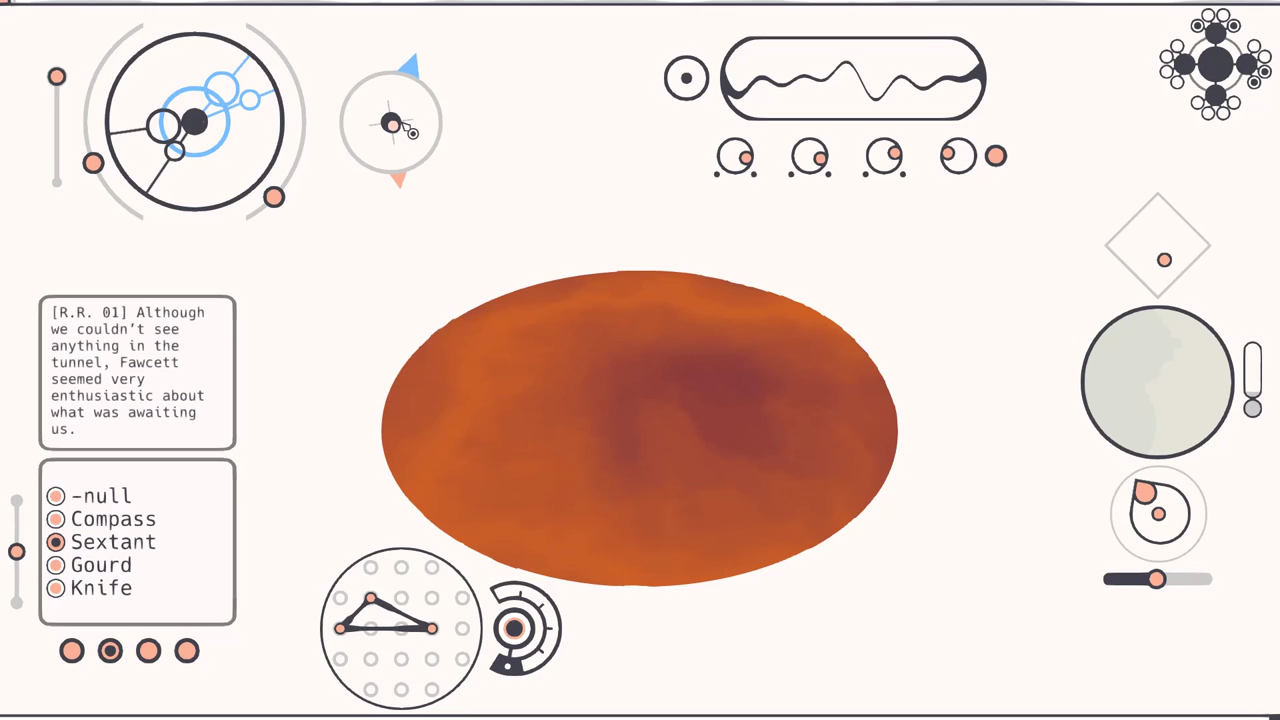 [R.R. 01] Although
we couldn't see
anything in the
tunnel, Fawcett
seemed very
enthusiastic about
what was awaiting
us.
-null
Compass
Sextant
Gourd
Knife